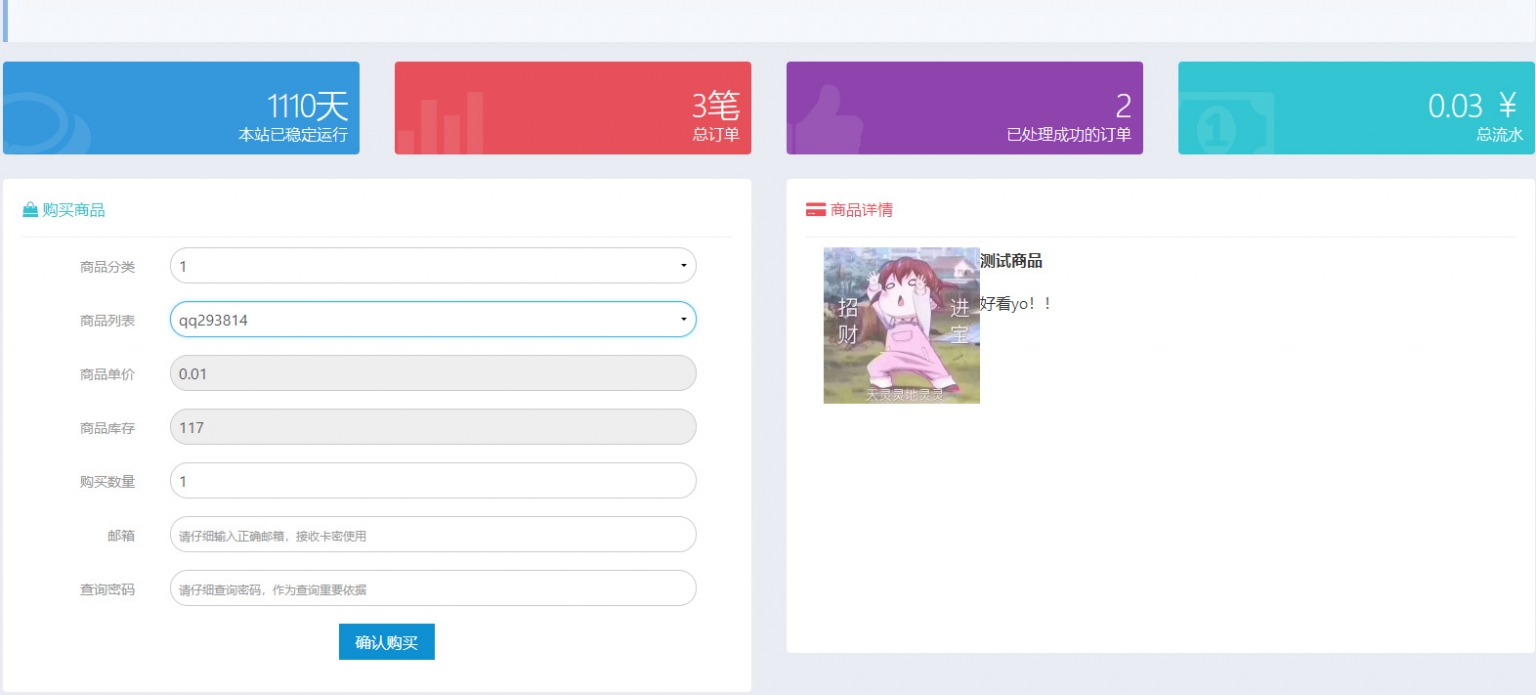 1110天
本站已稳定运行
3笔
总订单
2
已处理成功的订单
0.03 ¥
总流水
购买商品
商品分类
1
商品列表
qq293814
商品单价
0.01
商品库存
117
购买数量
1
邮箱
请仔细输入正确邮箱，接收卡密使用
查询密码
请仔细查询密码，作为查询重要依据
确认购买
商品详情
招财
进宝
天灵灵地灵灵
测试商品
好看yo！！